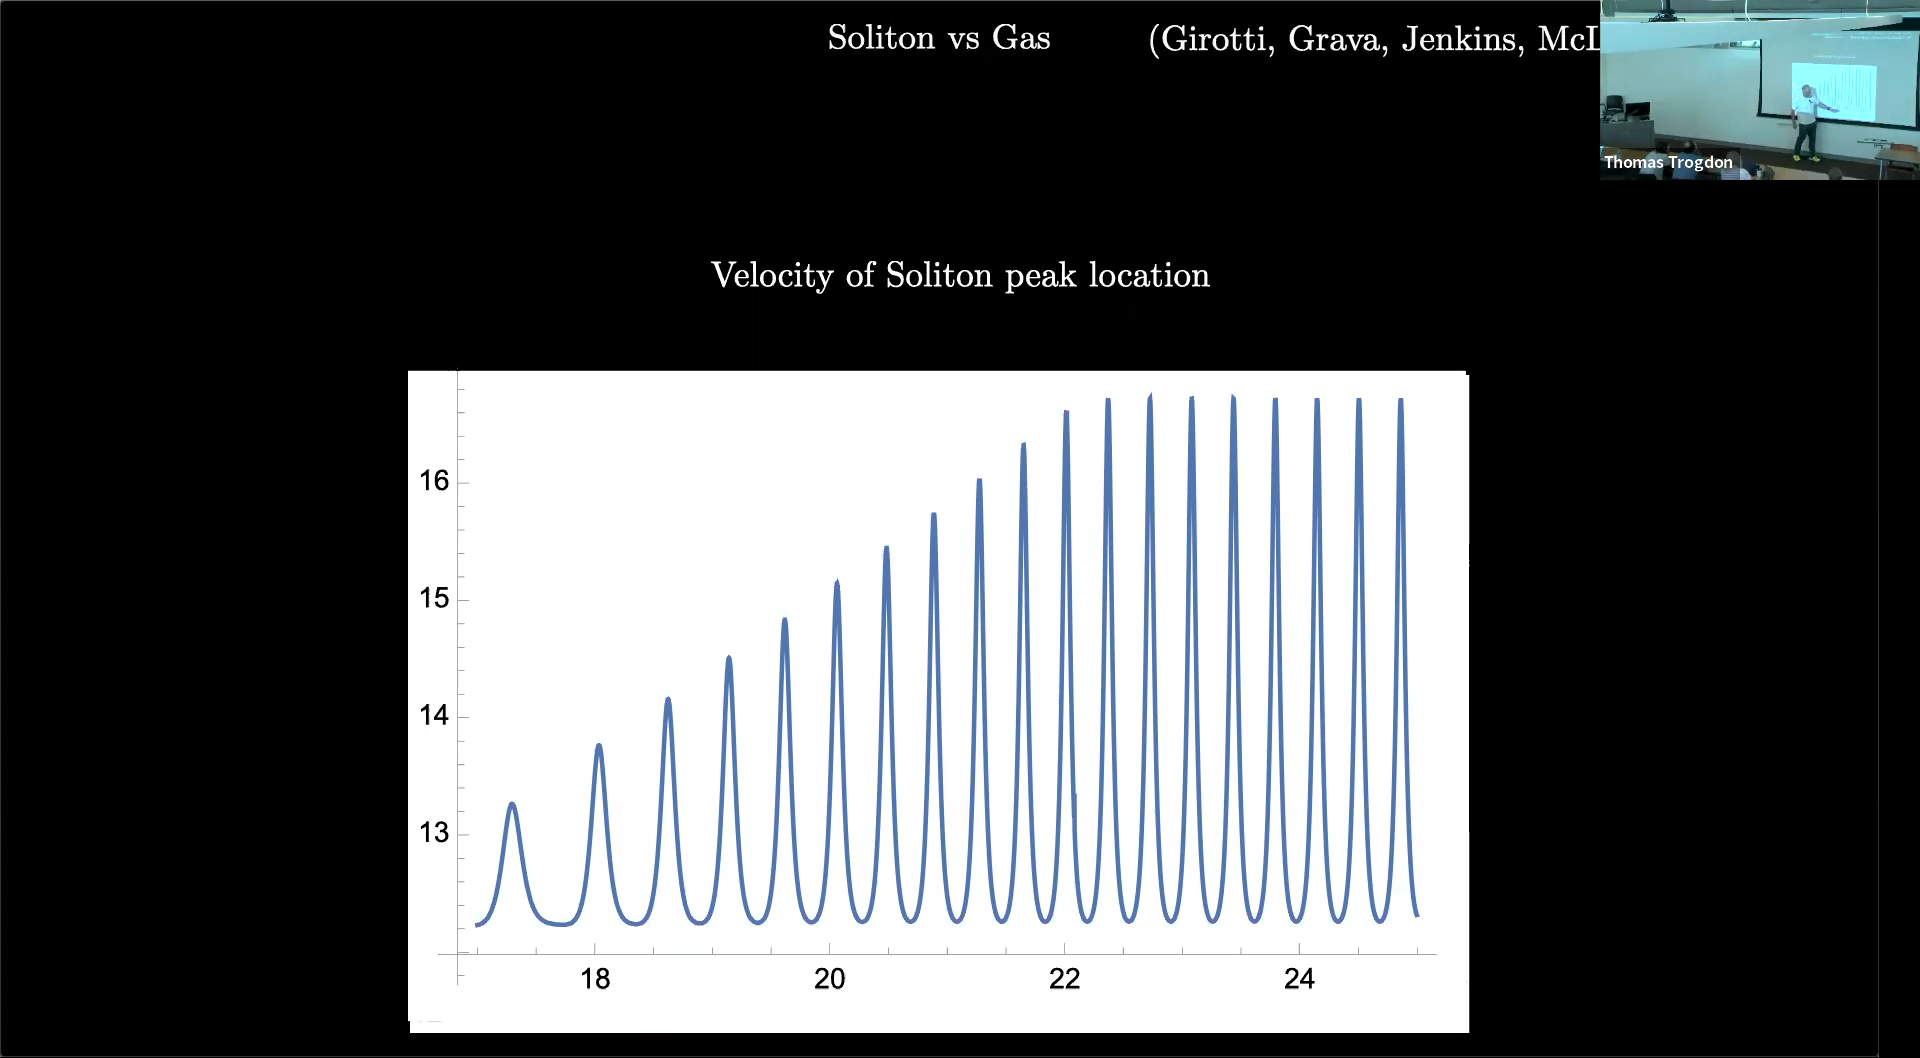 Soliton vs Gas (Girotti, Grava, Jenkins, McL
Thomas Trogdon
Velocity of Soliton peak location
16
15
14
13
18 20 22 24